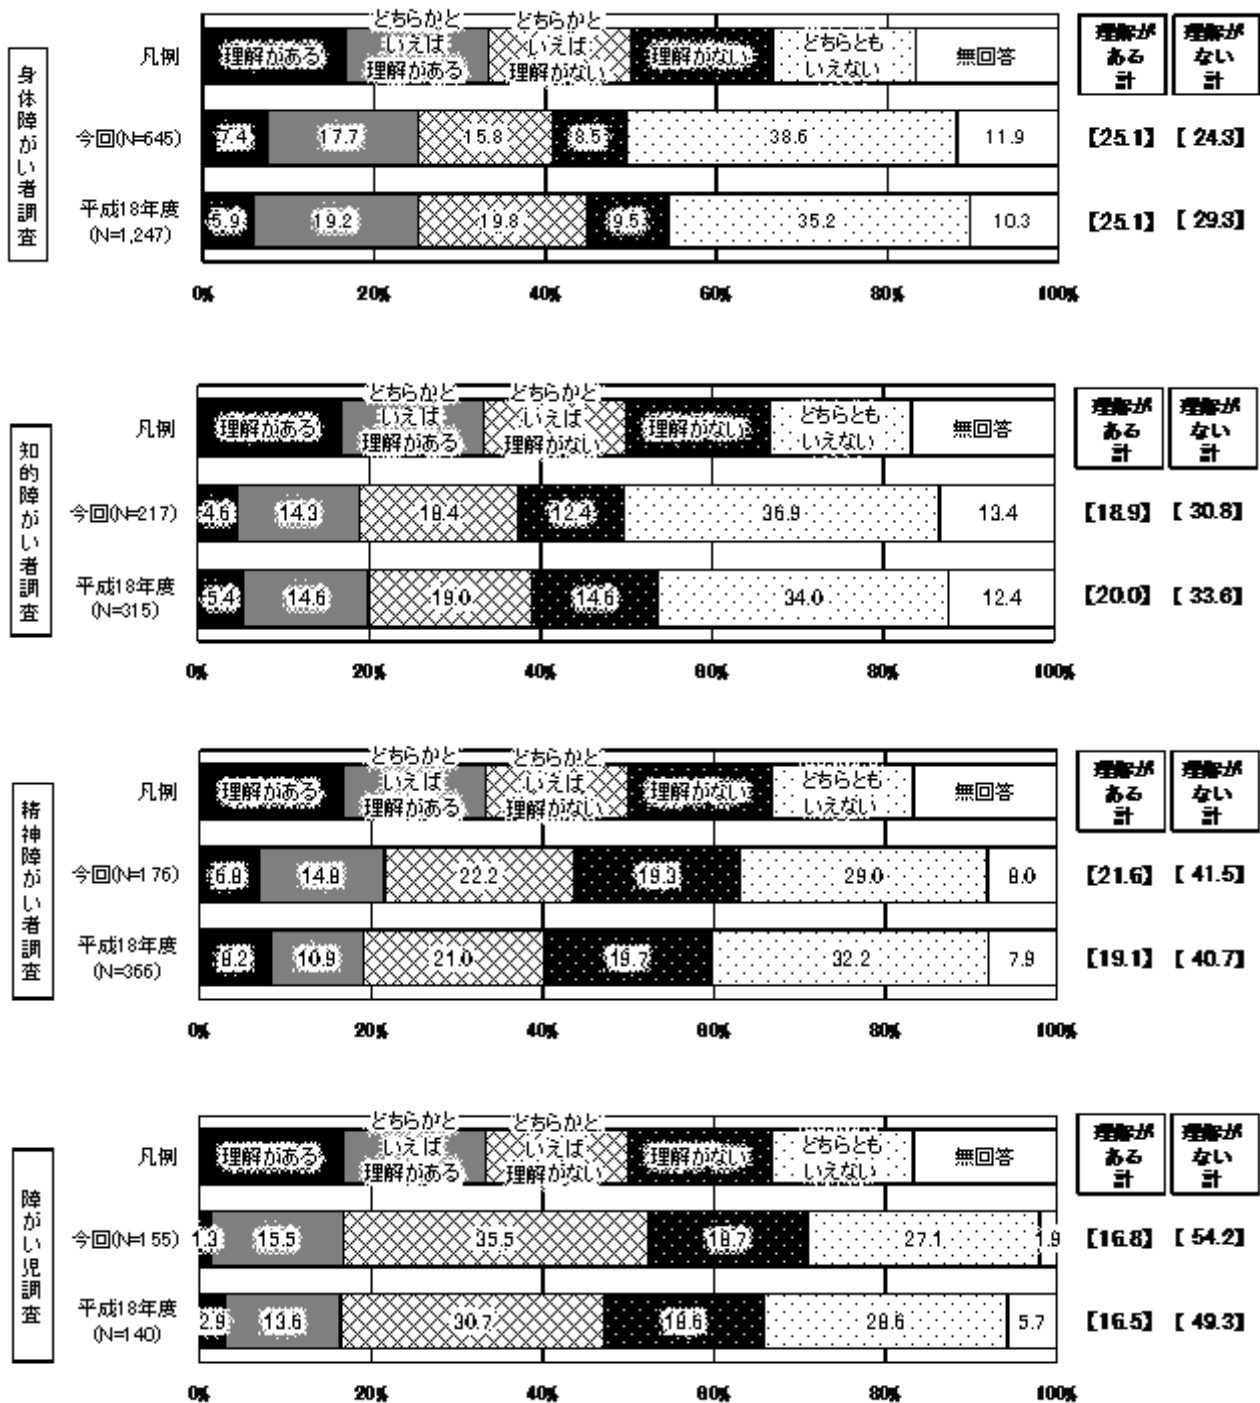 身体障がい者調査
凡例
理解がある
どちらかと
いえば
理解がある
どちらかと
いえば
理解がない
理解がない
どちらとも
いえない
無回答
理解が
ある
計
理解が
ない
計
今回(N=645)
7.4 17.7 15.8 8.5 38.6 11.9 【25.1】 [ 24.3]
平成18年度
(N=1,247)
5.9 19.2 19.8 9.5 35.2 10.3 【25.1】 [ 29.3]
0% 20% 40% 60% 80% 100%
知的障がい者調査
凡例
理解がある
どちらかと
いえば
理解がある
どちらかと
いえば
理解がない
理解がない
どちらとも
いえない
無回答
理解が
ある
計
理解が
ない
計
今回(N=217)
4.6 14.3 18.4 12.4 36.9 13.4 【18.9】 [ 30.8]
平成18年度
(N=315)
5.4 14.6 19.0 14.6 34.0 12.4 【20.0】 [ 33.6]
0% 20% 40% 60% 80% 100%
精神障がい者調査
凡例
理解がある
どちらかと
いえば
理解がある
どちらかと
いえば
理解がない
理解がない
どちらとも
いえない
無回答
理解が
ある
計
理解が
ない
計
今回(N=176)
6.8 14.8 22.2 19.3 29.0 8.0 【21.6】 [ 41.5]
平成18年度
(N=366)
8.2 10.9 21.0 19.7 32.2 7.9 【19.1】 [ 40.7]
0% 20% 40% 60% 80% 100%
障がい児調査
凡例
理解がある
どちらかと
いえば
理解がある
どちらかと
いえば
理解がない
理解がない
どちらとも
いえない
無回答
理解が
ある
計
理解が
ない
計
今回(N=155)
1.3 15.5 35.5 18.7 27.1 1.9 【16.8】 [ 54.2]
平成18年度
(N=140)
2.9 13.6 30.7 18.6 28.6 5.7 【16.5】 [ 49.3]
0% 20% 40% 60% 80% 100%